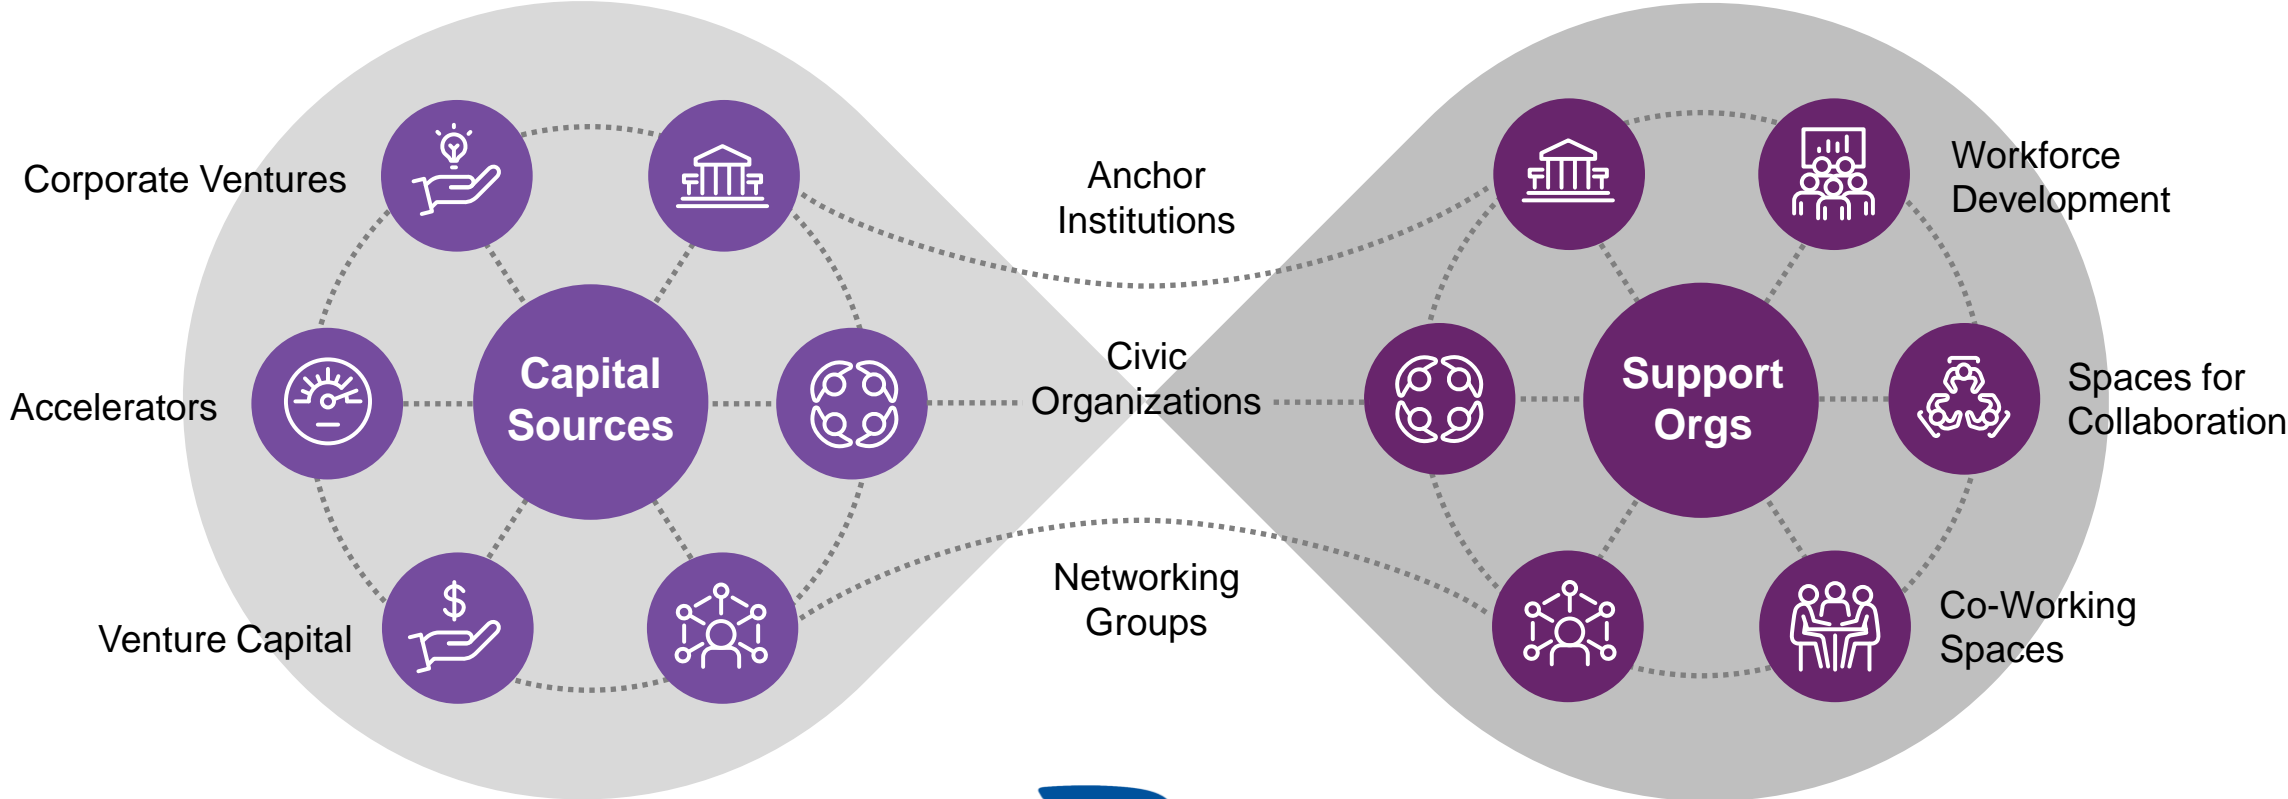 Corporate Ventures
Accelerators
Venture Capital
Capital
Sources
Anchor
Institutions
Civic
Organizations
Networking
Groups
Support
Orgs
Workforce
Development
Spaces for
Collaboration
Co-Working
Spaces